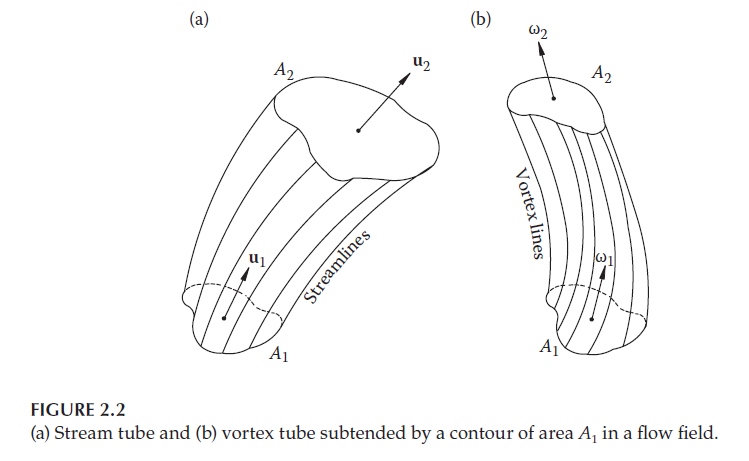 (a)
(b)
ω2
A2
u2
A2
Vortex lines
Streamlines
u1
ω1
A1
A1
FIGURE 2.2
(a) Stream tube and (b) vortex tube subtended by a contour of area A1 in a flow field.